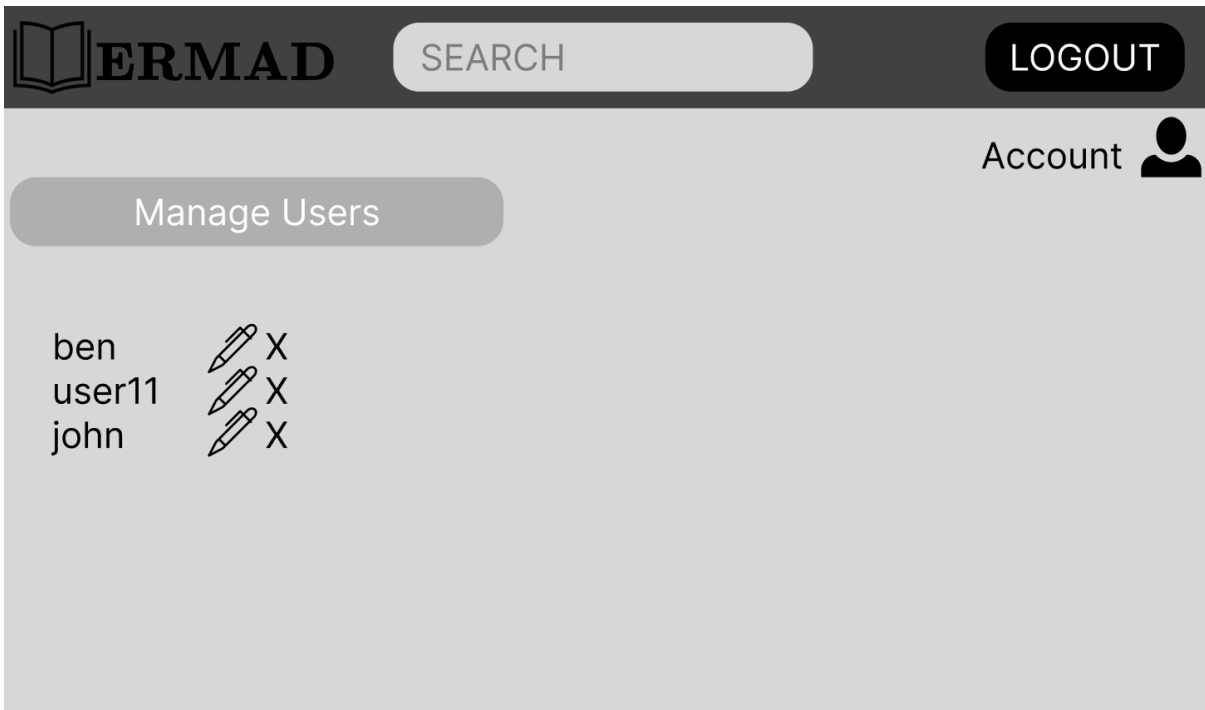 ERMAD
SEARCH
LOGOUT
Account
Manage Users
ben X
user11 X
john X